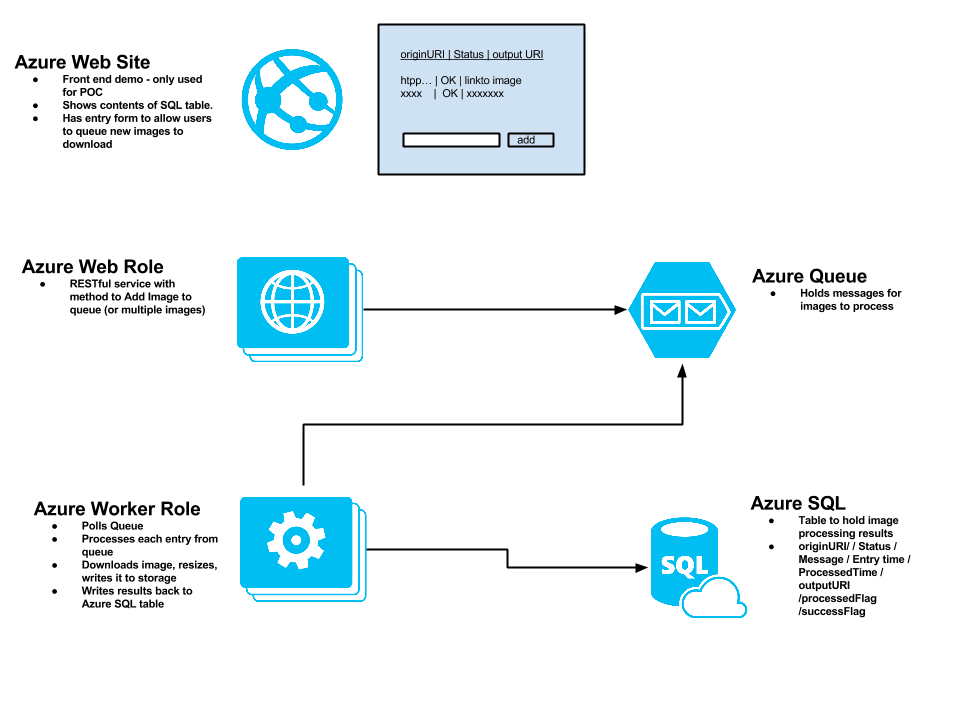 Azure Web Site
● Front end demo - only used
for POC
● Shows contents of SQL table.
● Has entry form to allow users
to queue new images to
download
originURI | Status | output URI
htpp… | OK | linkto image
xxxx | OK | xxxxxxx
add
Azure Web Role
● RESTful service with
method to Add Image to
queue (or multiple images)
Azure Queue
● Holds messages for
images to process
Azure Worker Role
● Polls Queue
● Processes each entry from
queue
● Downloads image, resizes,
writes it to storage
● Writes results back to
Azure SQL table
SQL
Azure SQL
● Table to hold image
processing results
● originURI/ / Status /
Message / Entry time /
ProcessedTime /
outputURI
/processedFlag
/successFlag